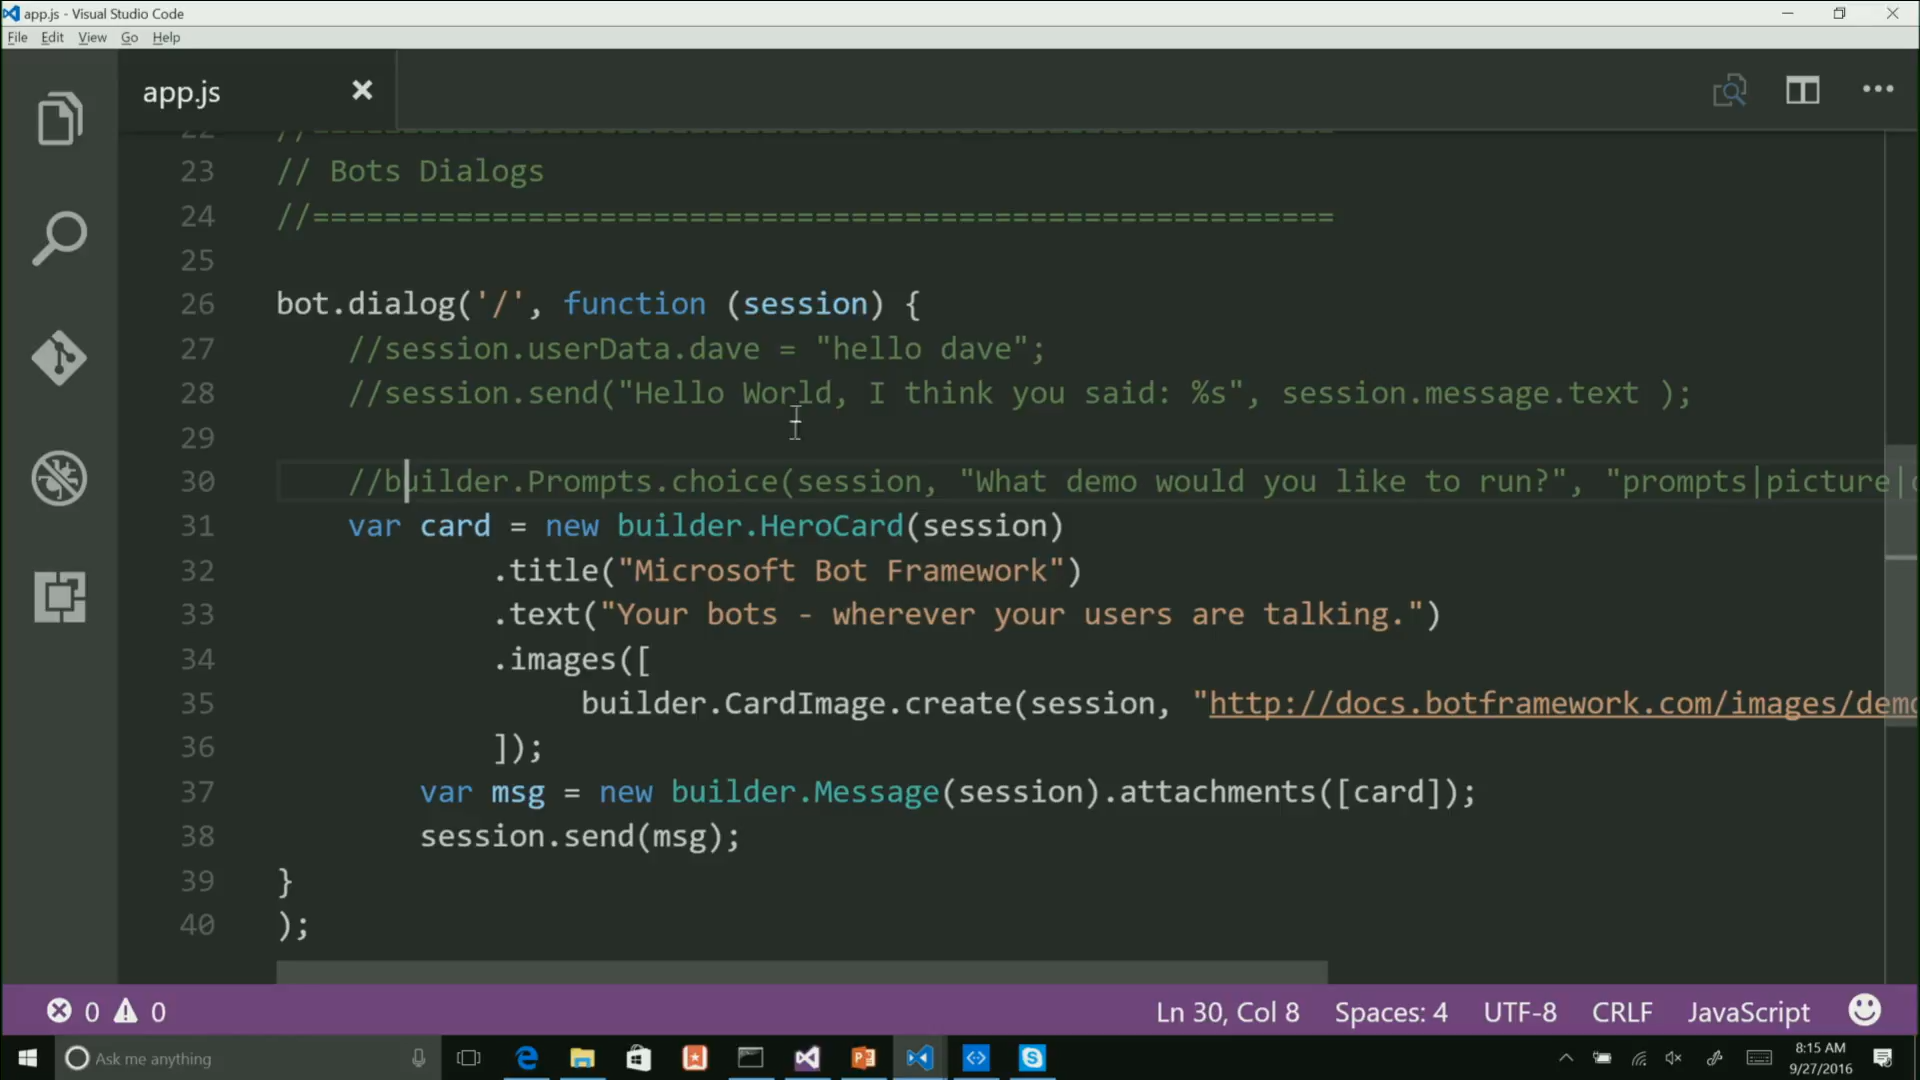 app.js - Visual Studio Code
File Edit View Go Help
app.js
22 //=========================================================
23 // Bots Dialogs
24 //=========================================================
25
26 bot.dialog('/', function (session) {
27 //session.userData.dave = "hello dave";
28 //session.send("Hello World, I think you said: %s", session.message.text );
29
30 //builder.Prompts.choice(session, "What demo would you like to run?", "prompts|picture|
31 var card = new builder.HeroCard(session)
32 .title("Microsoft Bot Framework")
33 .text("Your bots - wherever your users are talking.")
34 .images([
35 builder.CardImage.create(session, "http://docs.botframework.com/images/demo
36 ]);
37 var msg = new builder.Message(session).attachments([card]);
38 session.send(msg);
39 }
40 );
0 0 Ln 30, Col 8 Spaces: 4 UTF-8 CRLF JavaScript
Ask me anything
8:15 AM
9/27/2016